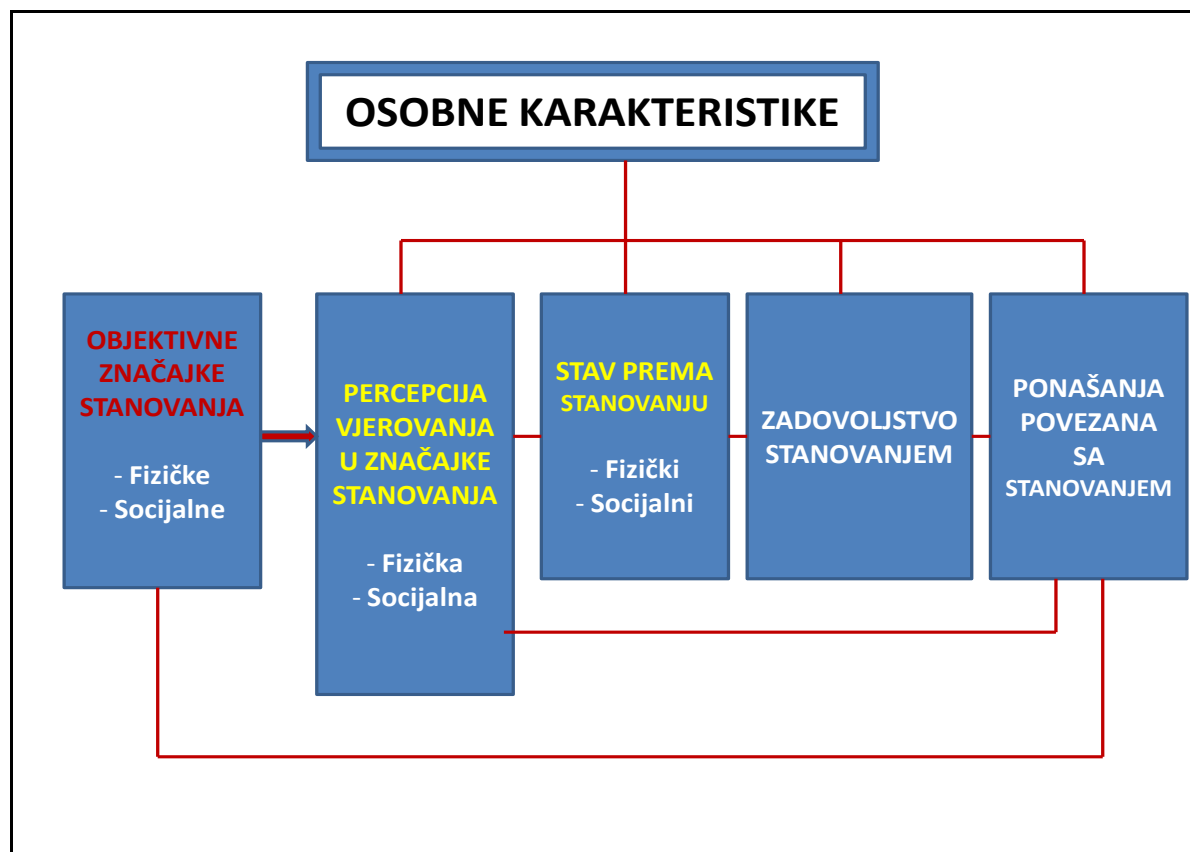 OSOBNE KARAKTERISTIKE
OBJEKTIVNE
ZNAČAJKE
STANOVANJA
- Fizičke
- Socijalne
PERCEPCIJA
VJEROVANJA
U ZNAČAJKE
STANOVANJA
- Fizička
- Socijalna
STAV PREMA
STANOVANJU
- Fizički
- Socijalni
ZADOVOLJSTVO
STANOVANJEM
PONAŠANJA
POVEZANA
SA
STANOVANJEM